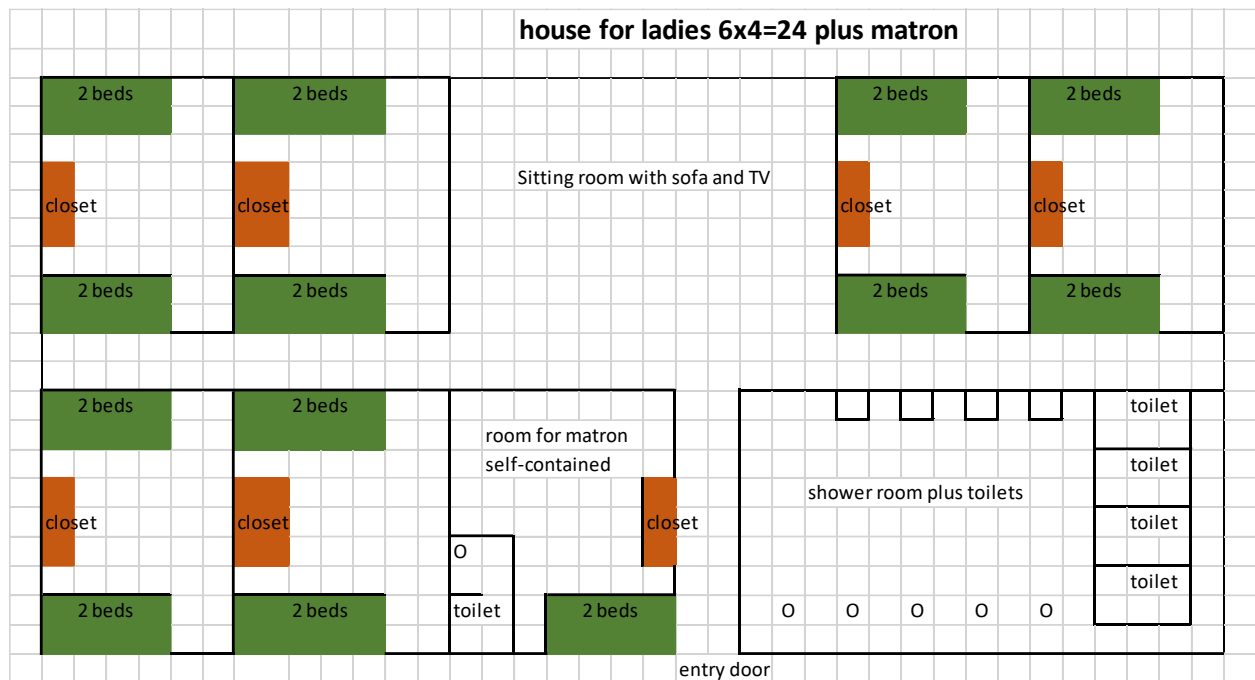 house for ladies 6x4=24 plus matron
2 beds
2 beds
2 beds
2 beds
Sitting room with sofa and TV
closet
closet
closet
closet
2 beds
2 beds
2 beds
2 beds
2 beds
2 beds
toilet
room for matron
self-contained
toilet
shower room plus toilets
closet
closet
closet
toilet
O
toilet
2 beds
2 beds
toilet
2 beds
O
O
O
O
O
entry door